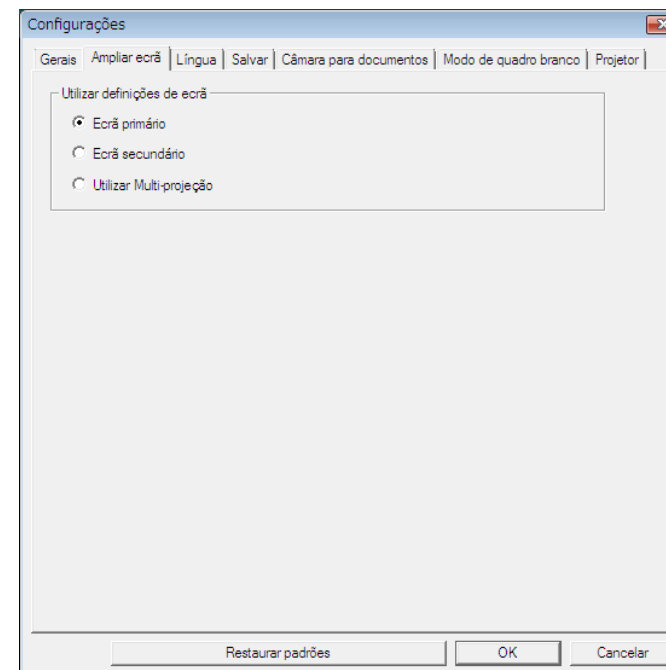 Configurações
Gerais Ampliar ecrã Língua Salvar Câmara para documentos Modo de quadro branco Projetor
Utilizar definições de ecrã
Ecrã primário
Ecrã secundário
Utilizar Multi-projeção
Restaurar padrões OK Cancelar